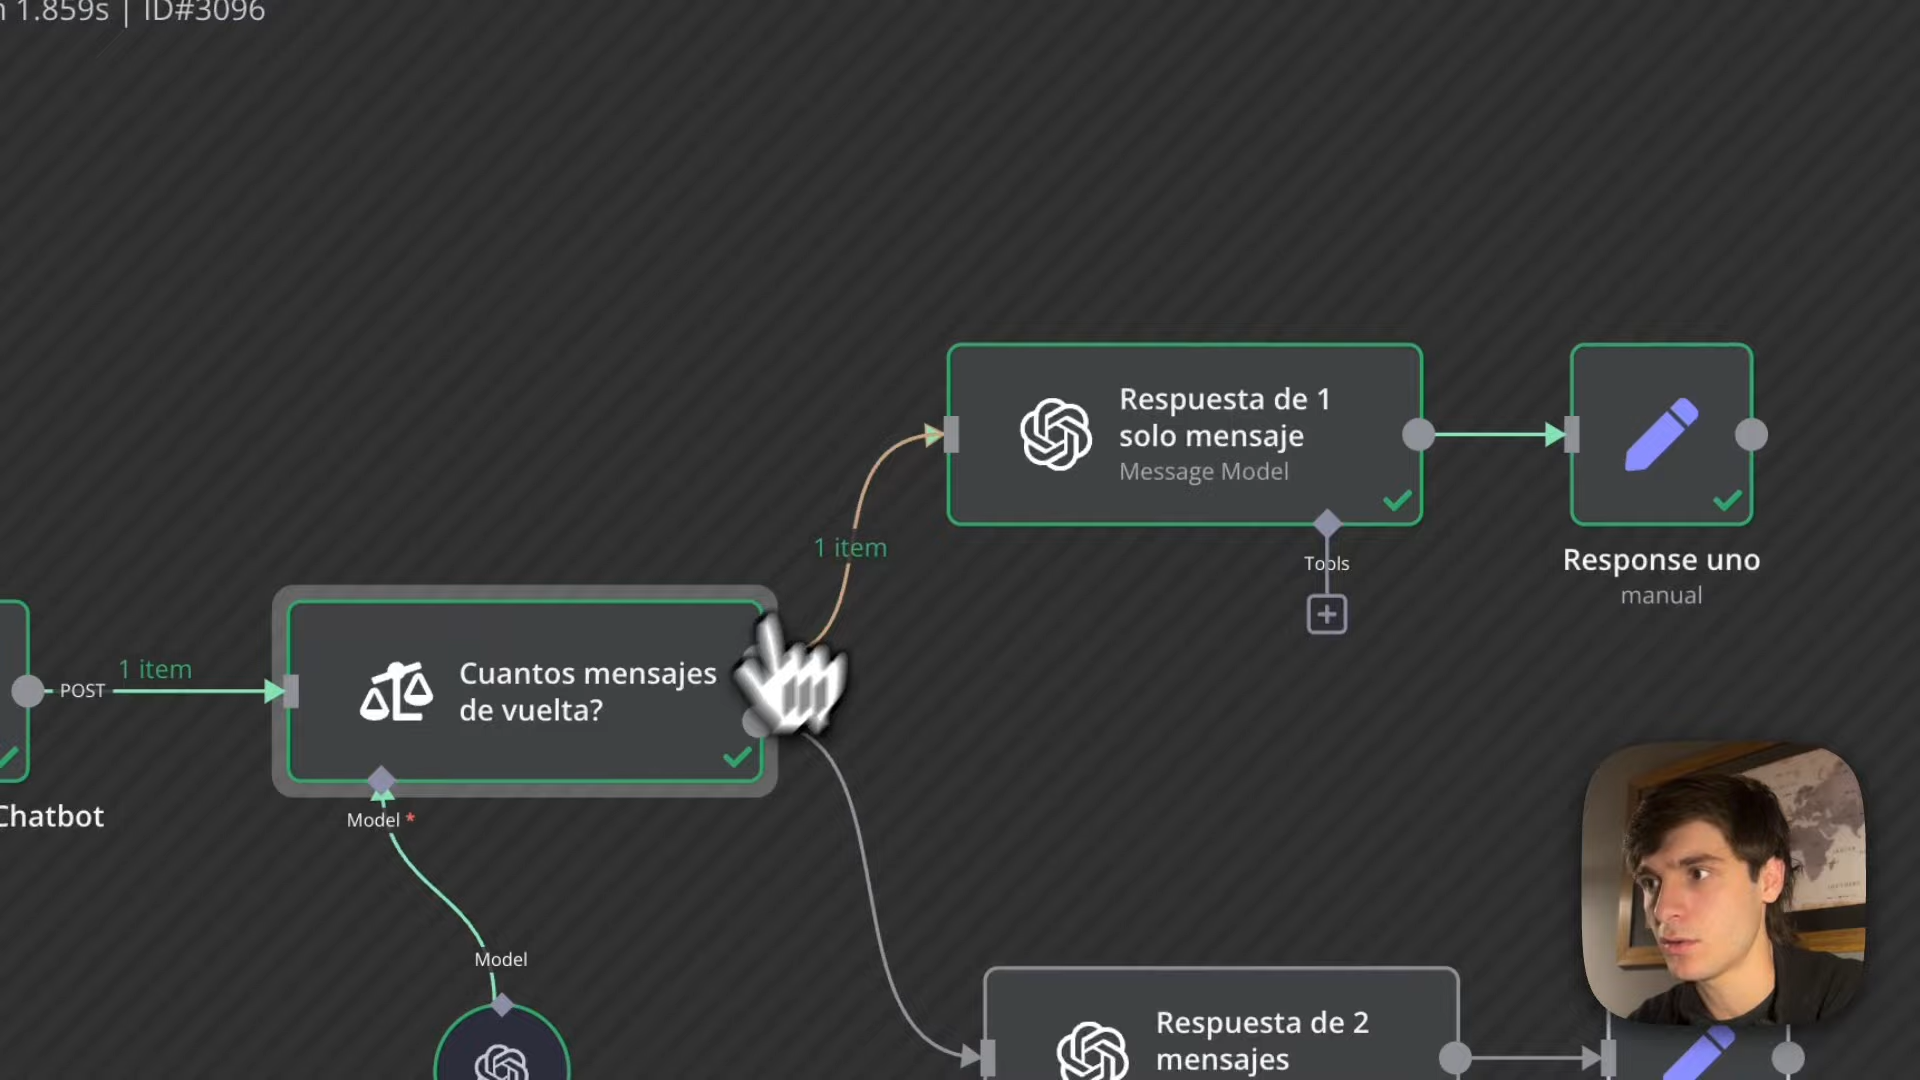 1.859s | ID#3096
Respuesta de 1
solo mensaje
Message Model
1 item
Tools
Response uno
manual
POST
1 item
Cuantos mensajes
de vuelta?
Chatbot
Model *
Model
Respuesta de 2
mensajes